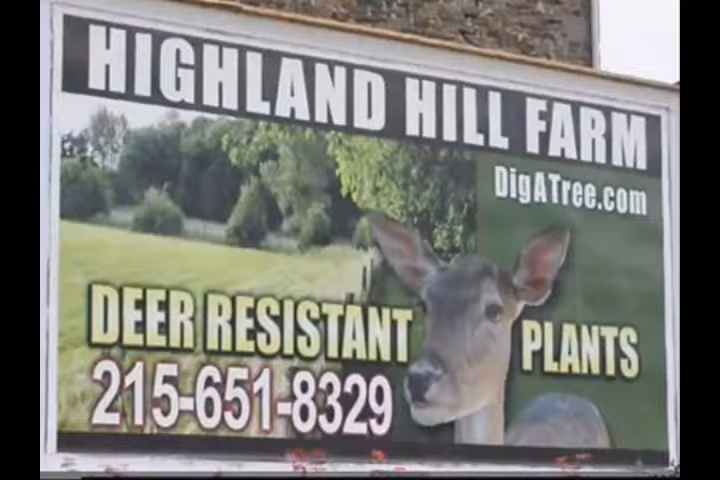 HIGHLAND HILL FARM
DigATree.com
DEER RESISTANT PLANTS
215-651-8329